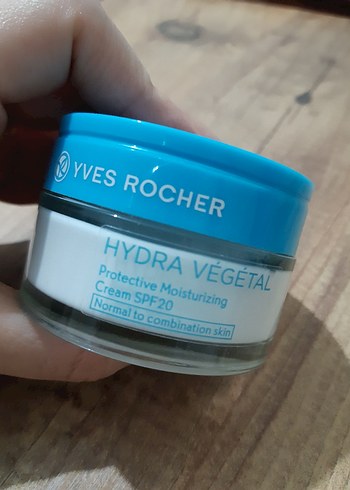 YVES ROCHER
HYDRA VÉGÉTAL
Protective Moisturizing
Cream SPF20
Normal to combination skin